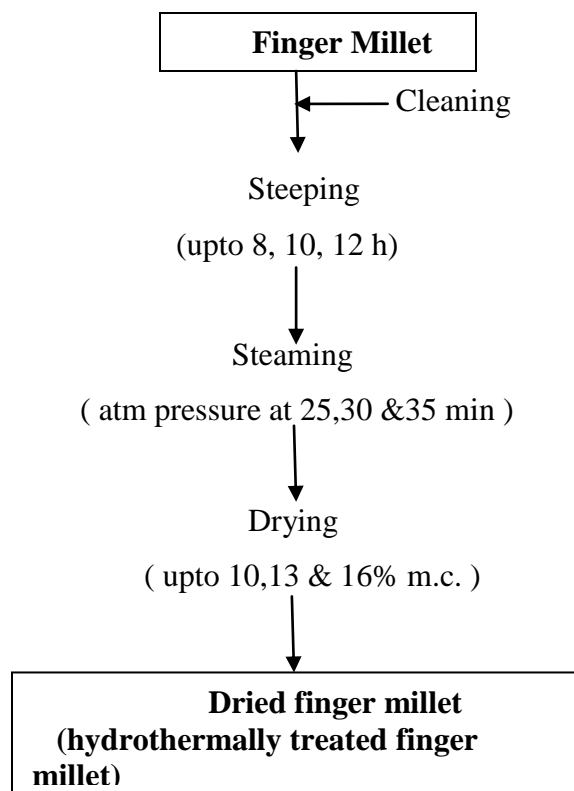 Finger Millet
Cleaning
Steeping
(upto 8, 10, 12 h)
Steaming
( atm pressure at 25,30 &35 min )
Drying
( upto 10,13 & 16% m.c. )
Dried finger millet
(hydrothermally treated finger
millet)